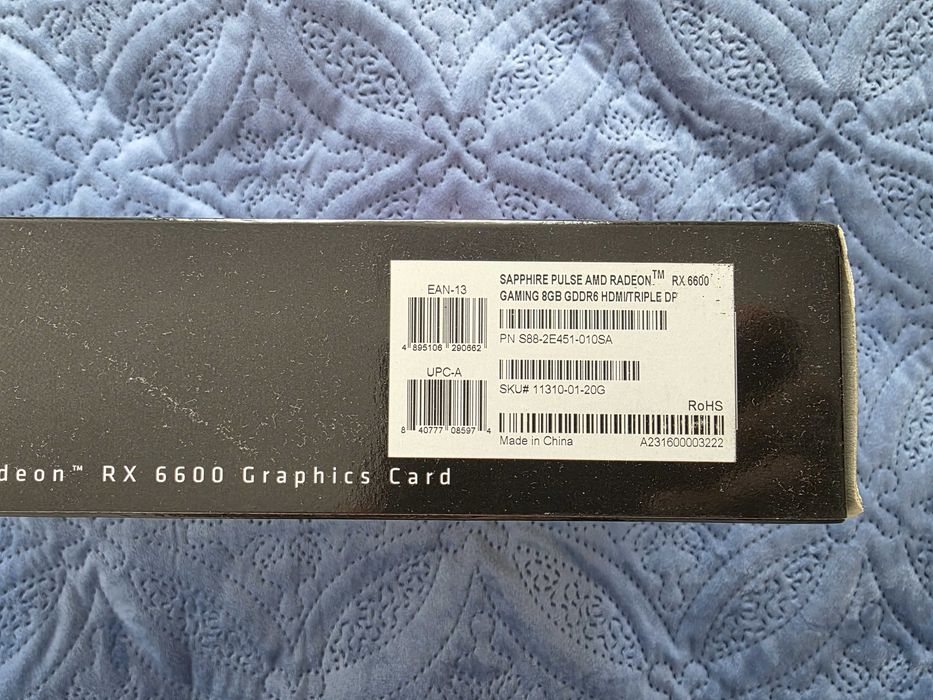 EAN-13
4 895106 290662
UPC-A
8 40777 08597 4
SAPPHIRE PULSE AMD RADEON™ RX 6600
GAMING 8GB GDDR6 HDMI/TRIPLE DP
PN S88-2E451-010SA
SKU# 11310-01-20G
RoHS
Made in China A231600003222
deon™ RX 6600 Graphics Card